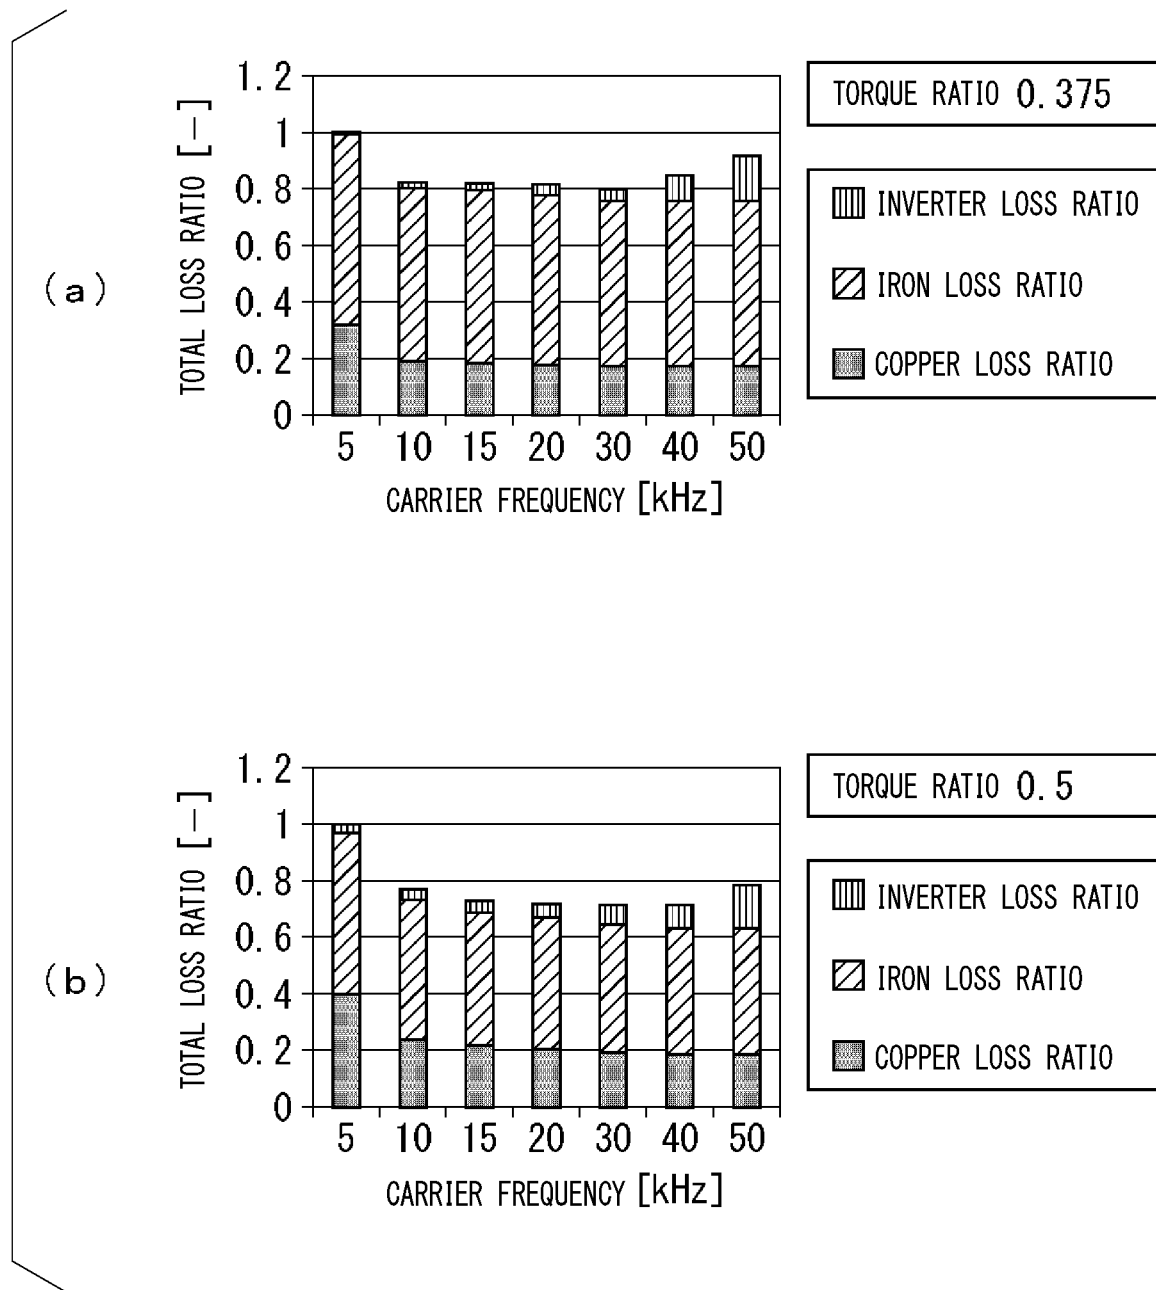 (a)
TOTAL LOSS RATIO [-]
1.2
1
0.8
0.6
0.4
0.2
0
5 10 15 20 30 40 50
CARRIER FREQUENCY [kHz]
TORQUE RATIO 0.375
INVERTER LOSS RATIO
IRON LOSS RATIO
COPPER LOSS RATIO
(b)
TOTAL LOSS RATIO [-]
1.2
1
0.8
0.6
0.4
0.2
0
5 10 15 20 30 40 50
CARRIER FREQUENCY [kHz]
TORQUE RATIO 0.5
INVERTER LOSS RATIO
IRON LOSS RATIO
COPPER LOSS RATIO